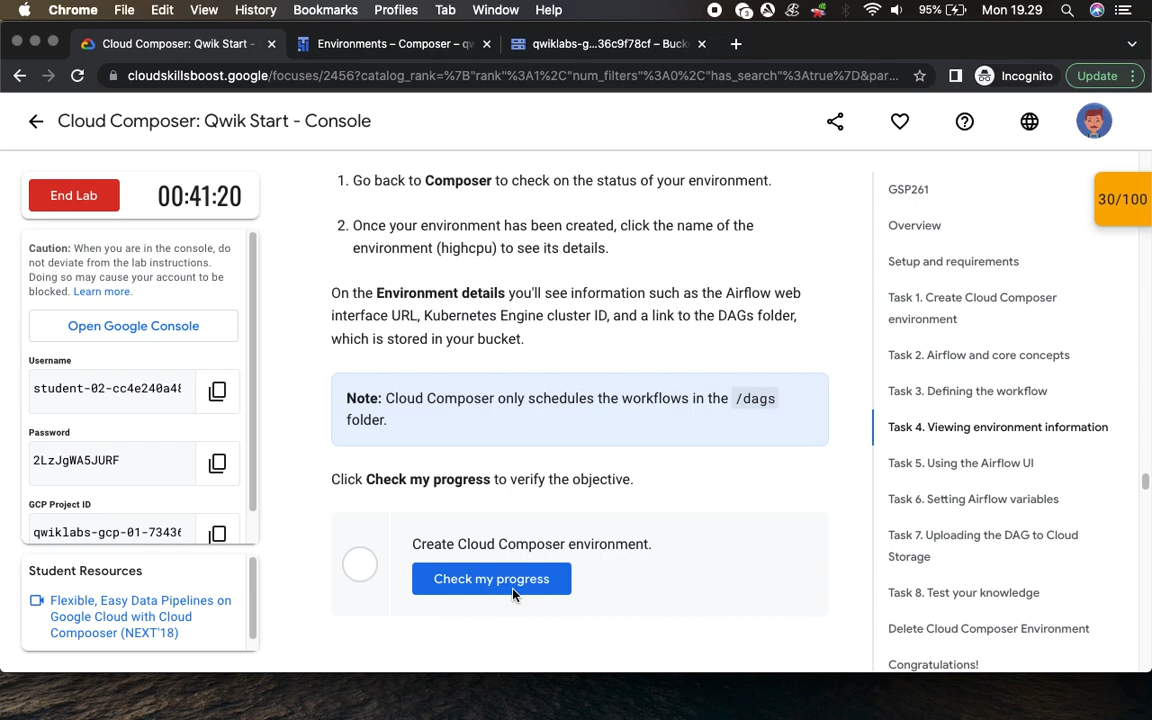 Chrome File Edit View History Bookmarks Profiles Tab Window Help 3 95% Mon 19.29
Cloud Composer: Qwik Start - Environments – Composer – qw qwiklabs-g...36c9f78cf – Buck
cloudskillsboost.google/focuses/2456?catalog_rank=%7B"rank"%3A1%2C"num_filters"%3A0%2C"has_search"%3Atrue%7D&par... Incognito Update
Cloud Composer: Qwik Start - Console
End Lab 00:41:20
Caution: When you are in the console, do
not deviate from the lab instructions.
Doing so may cause your account to be
blocked. Learn more.
Open Google Console
Username
student-02-cc4e240a48
Password
2LzJgWA5JURF
GCP Project ID
qwiklabs-gcp-01-73436
Student Resources
Flexible, Easy Data Pipelines on
Google Cloud with Cloud
Compooser (NEXT'18)
1. Go back to Composer to check on the status of your environment.
2. Once your environment has been created, click the name of the
environment (highcpu) to see its details.
On the Environment details you'll see information such as the Airflow web
interface URL, Kubernetes Engine cluster ID, and a link to the DAGs folder,
which is stored in your bucket.
Note: Cloud Composer only schedules the workflows in the /dags
folder.
Click Check my progress to verify the objective.
Create Cloud Composer environment.
Check my progress
GSP261
Overview
Setup and requirements
Task 1. Create Cloud Composer
environment
Task 2. Airflow and core concepts
Task 3. Defining the workflow
Task 4. Viewing environment information
Task 5. Using the Airflow UI
Task 6. Setting Airflow variables
Task 7. Uploading the DAG to Cloud
Storage
Task 8. Test your knowledge
Delete Cloud Composer Environment
Congratulations!
30/100